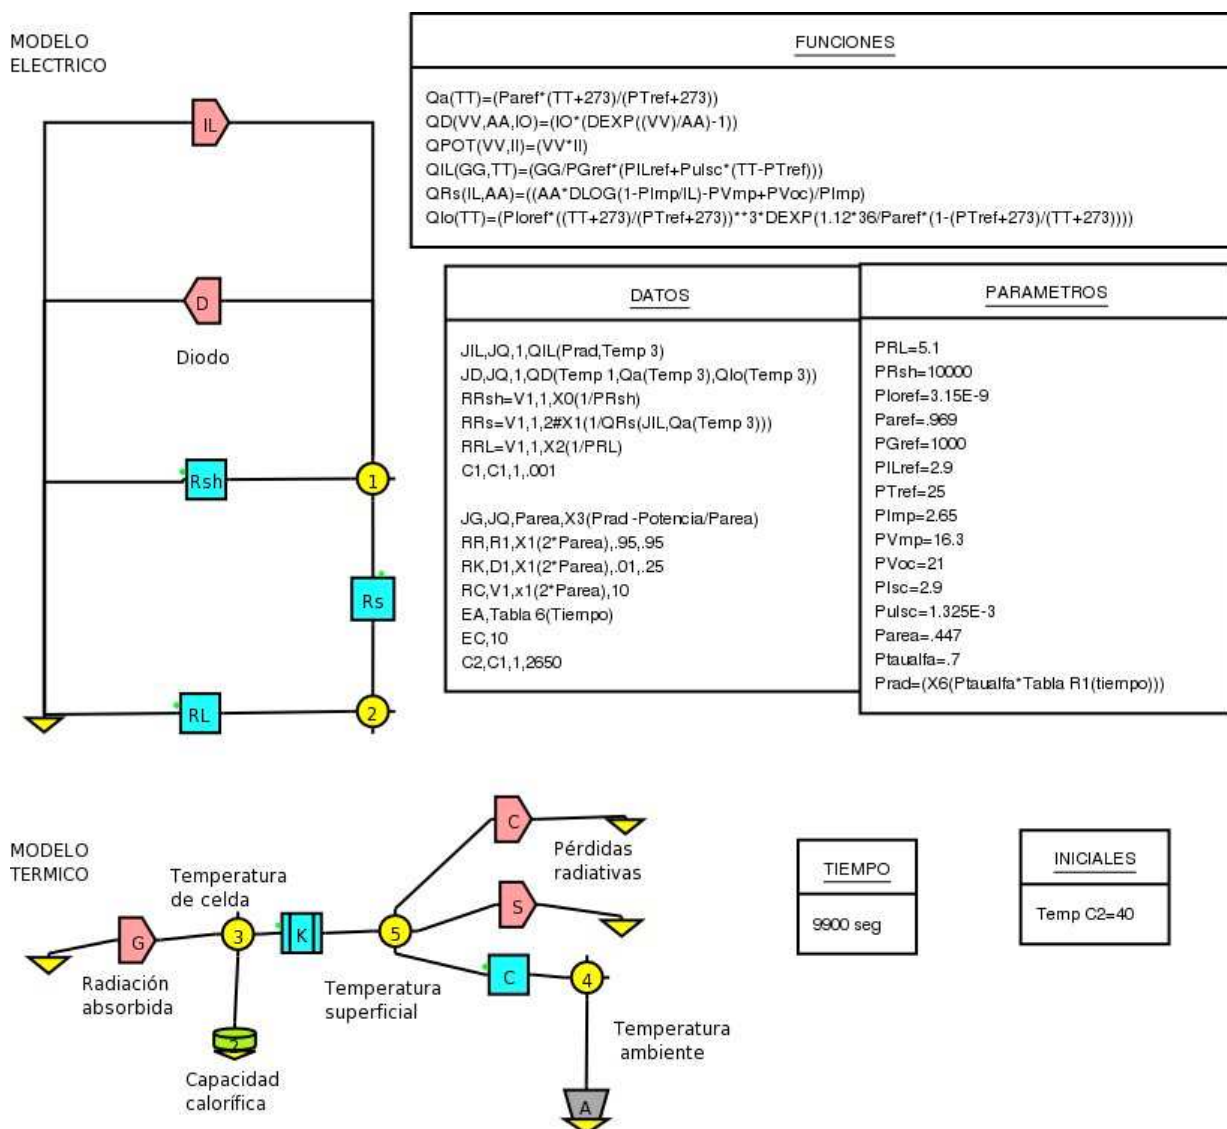 MODELO
ELECTRICO
FUNCIONES
Qa(TT)=(Paref*(TT+273)/(PTref+273))
QD(VV,AA,IO)=(IO*(DEXP((VV)/AA)-1))
QPOT(VV,II)=(VV*II)
QIL(GG,TT)=(GG/PGref*(PILref+PuIsc*(TT-PTref)))
QRs(IL,AA)=((AA*DLOG(1-PImp/IL)-PVmp+PVoc)/PImp)
QIo(TT)=(PIoref*((TT+273)/(PTref+273))**3*DEXP(1.12*36/Paref*(1-(PTref+273)/(TT+273))))
IL
D
Diodo
Rsh
1
Rs
RL
2
DATOS
JIL,JQ,1,QIL(Prad,Temp 3)
JD,JQ,1,QD(Temp 1,Qa(Temp 3),QIo(Temp 3))
RRsh=V1,1,X0(1/PRsh)
RRs=V1,1,2#X1(1/QRs(JIL,Qa(Temp 3)))
RRL=V1,1,X2(1/PRL)
C1,C1,1,.001
JG,JQ,Parea,X3(Prad -Potencia/Parea)
RR,R1,X1(2*Parea),.95,.95
RK,D1,X1(2*Parea),.01,.25
RC,V1,x1(2*Parea),10
EA,Tabla 6(Tiempo)
EC,10
C2,C1,1,2650
PARAMETROS
PRL=5.1
PRsh=10000
PIoref=3.15E-9
Paref=.969
PGref=1000
PILref=2.9
PTref=25
PImp=2.65
PVmp=16.3
PVoc=21
PIsc=2.9
PuIsc=1.325E-3
Parea=.447
Ptaualfa=.7
Prad=(X6(Ptaualfa*Tabla R1(tiempo)))
MODELO
TERMICO
Temperatura
de celda
G
3
K
5
C
S
C
4
Pérdidas
radiativas
Radiación
absorbida
Temperatura
superficial
2
Capacidad
calorífica
Temperatura
ambiente
A
TIEMPO
9900 seg
INICIALES
Temp C2=40